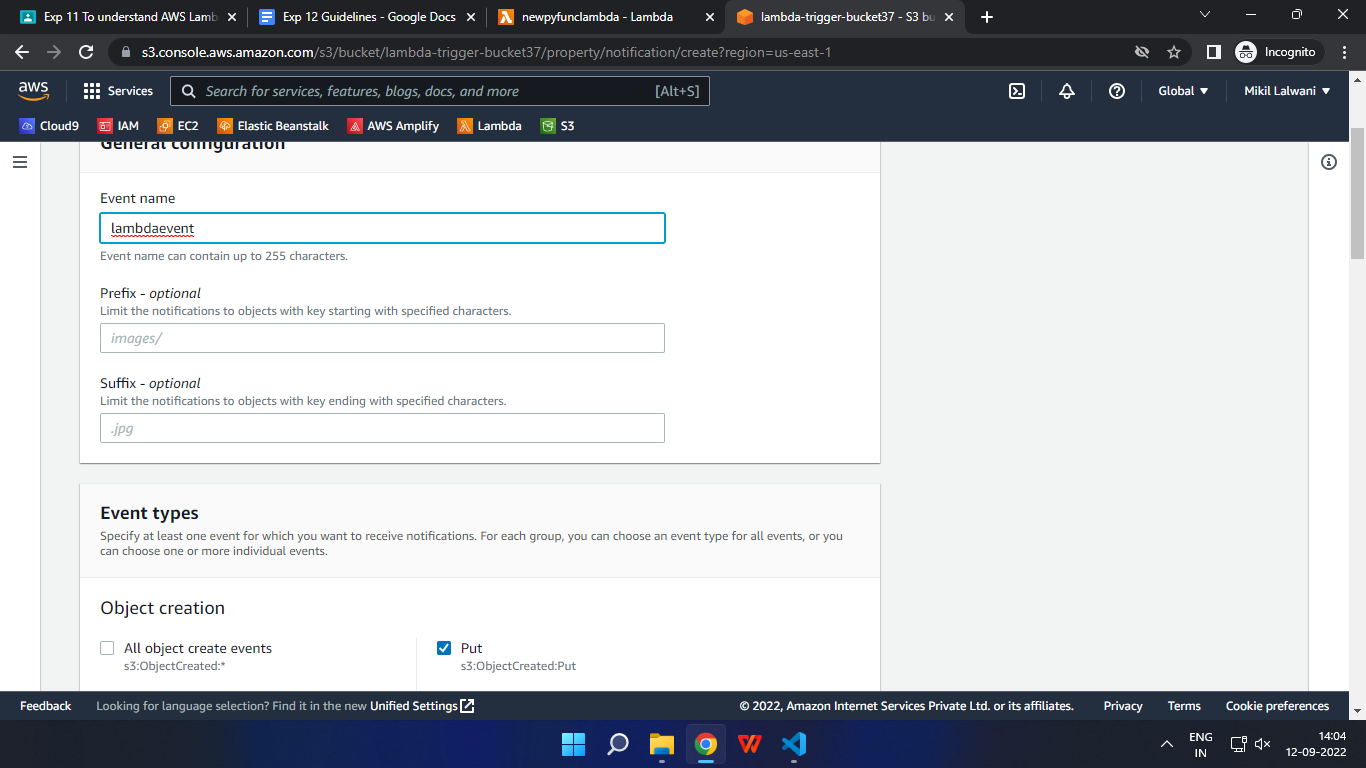 Exp 11 To understand AWS Lamb
Exp 12 Guidelines - Google Docs
newpyfunclambda - Lambda
lambda-trigger-bucket37 - S3 bu
s3.console.aws.amazon.com/s3/bucket/lambda-trigger-bucket37/property/notification/create?region=us-east-1
Incognito
aws
Services
Search for services, features, blogs, docs, and more
[Alt+S]
Global
Mikil Lalwani
Cloud9
IAM
EC2
Elastic Beanstalk
AWS Amplify
Lambda
S3
General configuration
Event name
lambdaevent
Event name can contain up to 255 characters.
Prefix - optional
Limit the notifications to objects with key starting with specified characters.
images/
Suffix - optional
Limit the notifications to objects with key ending with specified characters.
.jpg
Event types
Specify at least one event for which you want to receive notifications. For each group, you can choose an event type for all events, or you
can choose one or more individual events.
Object creation
All object create events
s3:ObjectCreated:*
Put
s3:ObjectCreated:Put
Feedback
Looking for language selection? Find it in the new Unified Settings
© 2022, Amazon Internet Services Private Ltd. or its affiliates.
Privacy
Terms
Cookie preferences
ENG
IN
14:04
12-09-2022